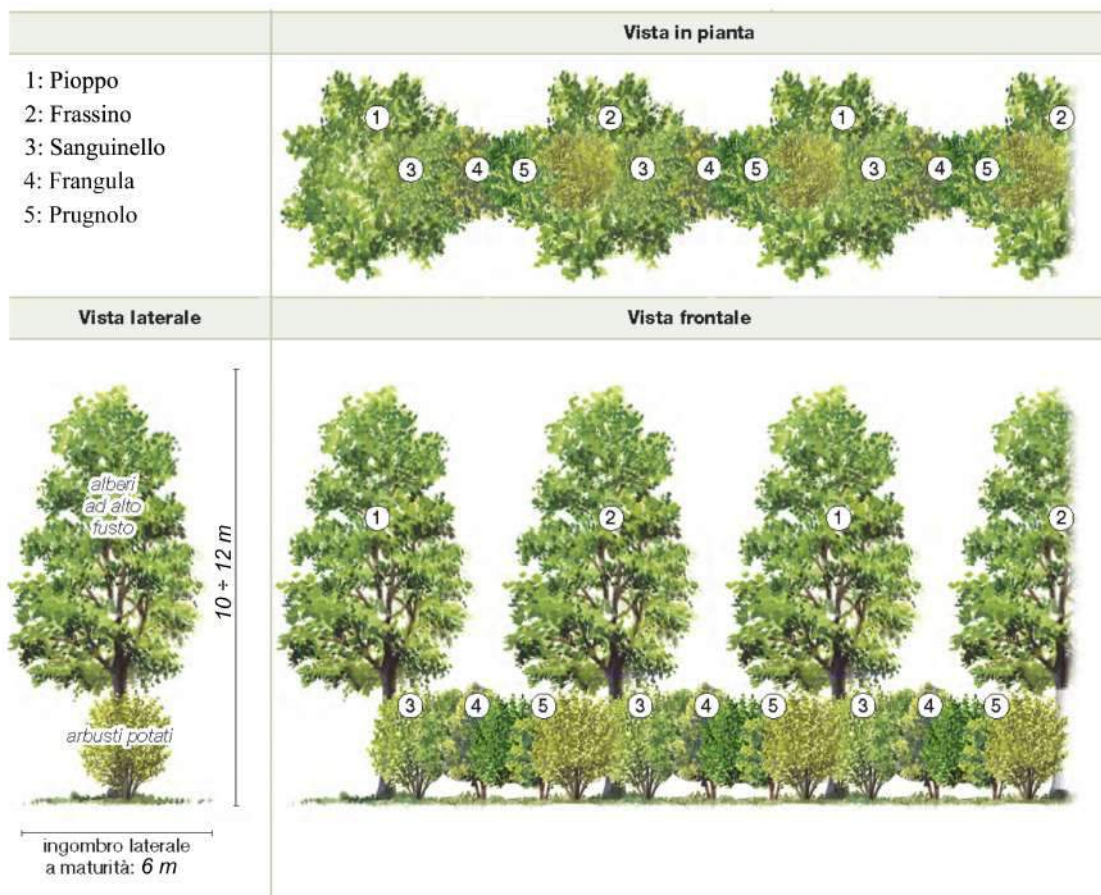 Vista in pianta
1: Pioppo
2: Frassino
3: Sanguinello
4: Frangula
5: Prugnolo
1 2 1 2
3 4 5 3 4 5 3 4 5
Vista laterale
Vista frontale
alberi
ad alto
fusto
10 ÷ 12 m
arbusti potati
ingombro laterale
a maturità: 6 m
1 2 1 2
3 4 5 3 4 5 3 4 5